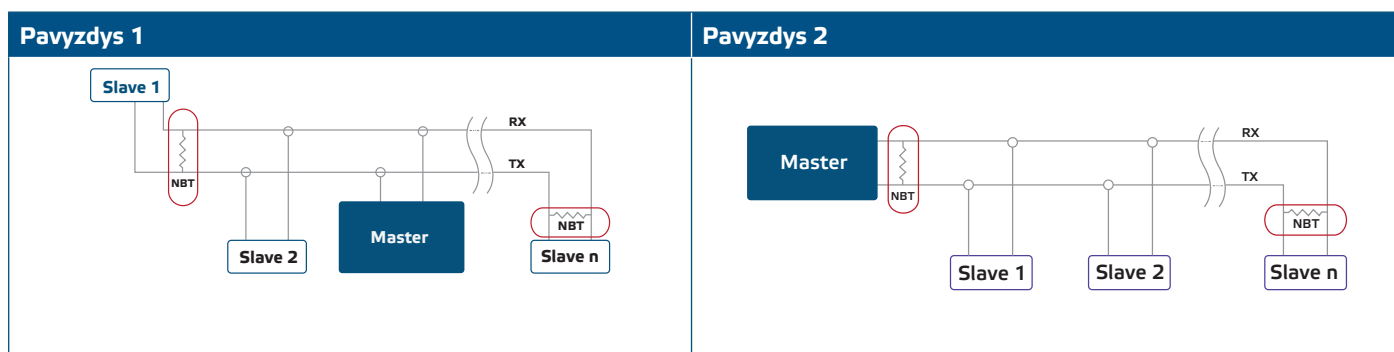 Pavyzdys 1
Slave 1
RX
TX
NBT
NBT
Master
Slave 2
Slave n
Pavyzdys 2
RX
Master
TX
NBT
NBT
Slave 1
Slave 2
Slave n